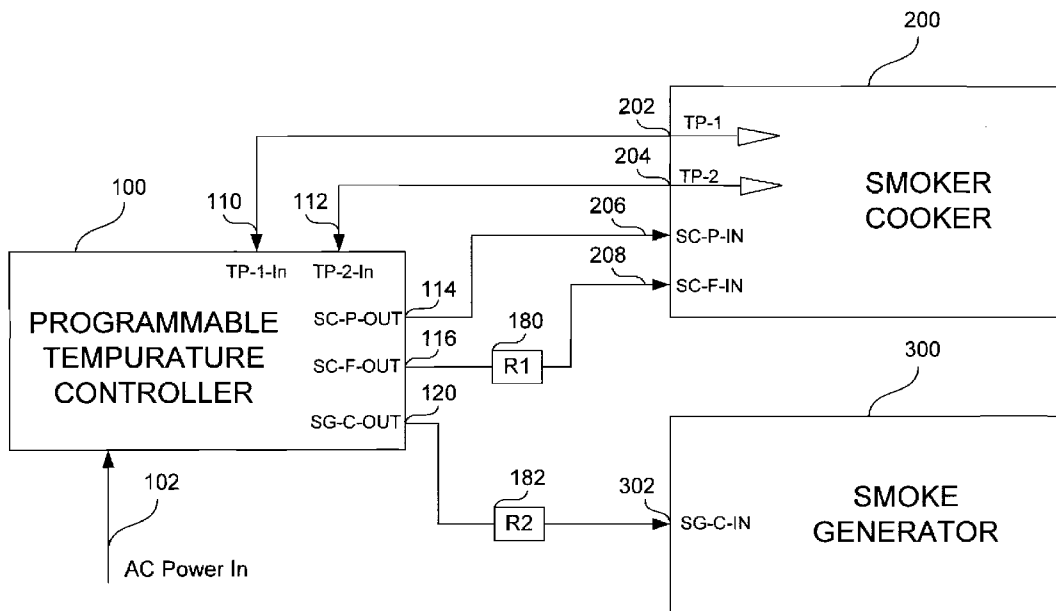 200
202
TP-1
204
TP-2
SMOKER
COOKER
100
110
112
206
SC-P-IN
208
SC-F-IN
TP-1-In
TP-2-In
114
SC-P-OUT
PROGRAMMABLE
TEMPURATURE
CONTROLLER
116
180
SC-F-OUT
R1
120
300
SG-C-OUT
102
182
302
R2
SG-C-IN
SMOKE
GENERATOR
AC Power In